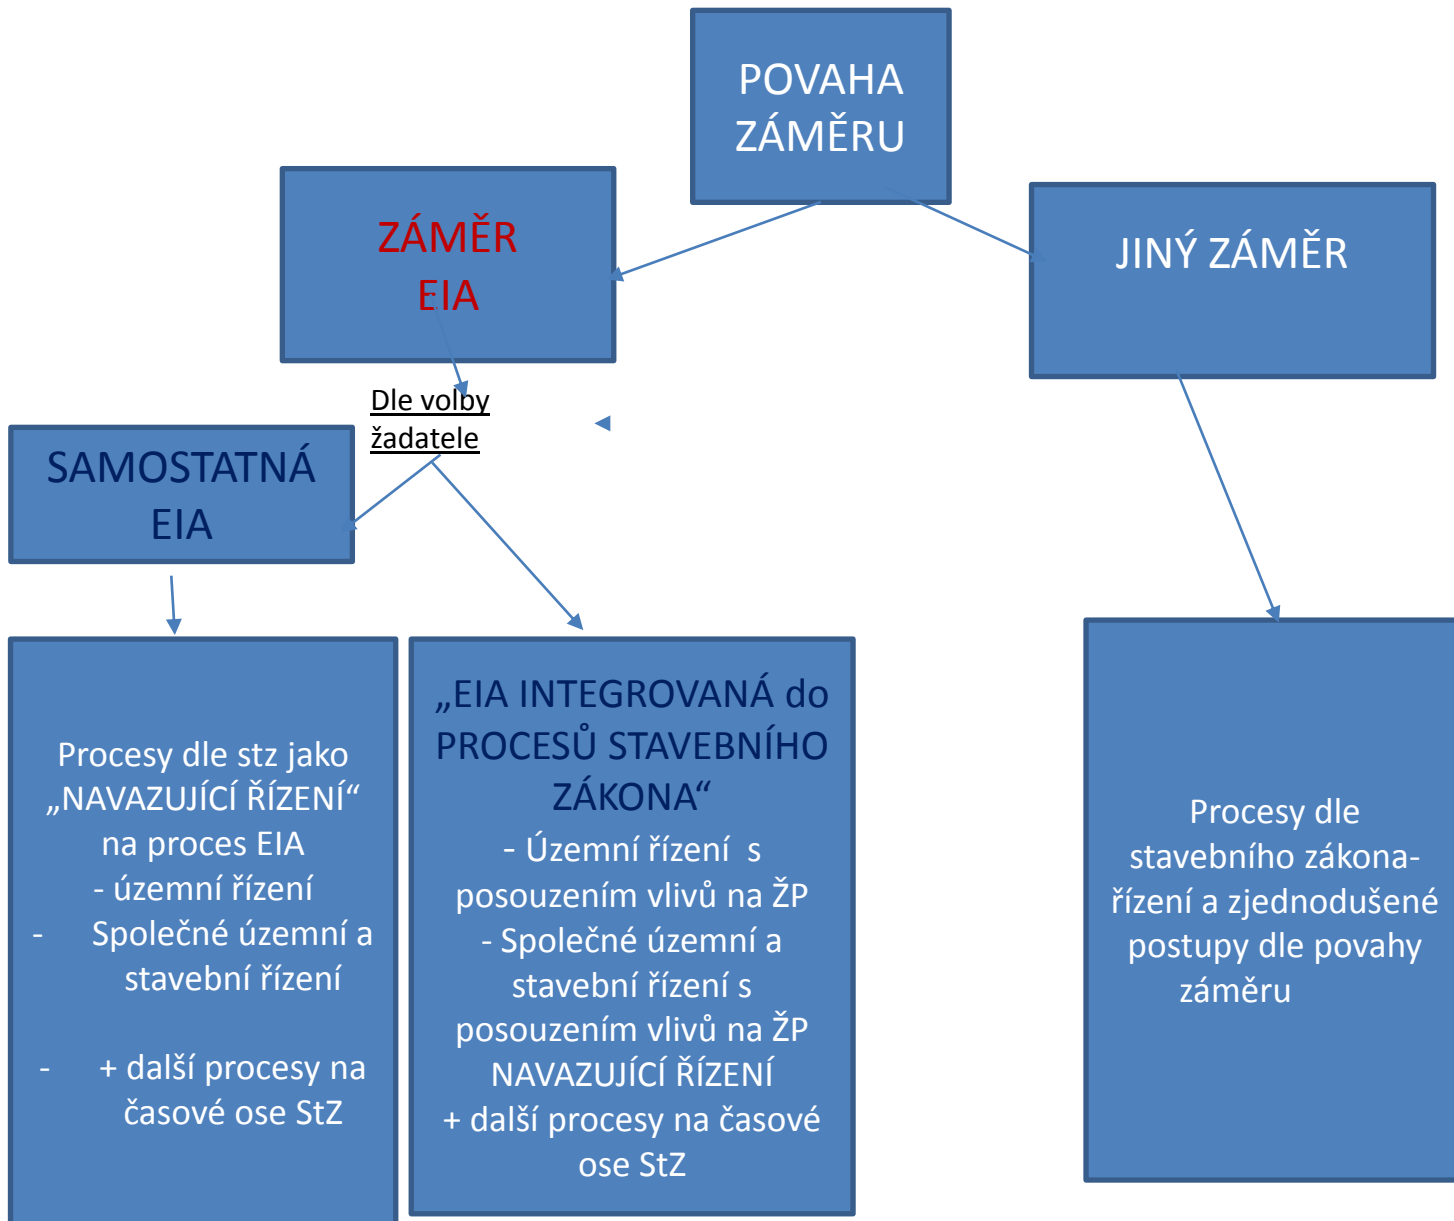 POVAHA
ZÁMĚRU
ZÁMĚR
EIA
JINÝ ZÁMĚR
Dle volby
žadatele
SAMOSTATNÁ
EIA
Procesy dle stz jako
„NAVAZUJÍCÍ ŘÍZENÍ“
na proces EIA
- územní řízení
- Společné územní a
stavební řízení
- + další procesy na
časové ose StZ
„EIA INTEGROVANÁ do
PROCESŮ STAVEBNÍHO
ZÁKONA“
- Územní řízení s
posouzením vlivů na ŽP
- Společné územní a
stavební řízení s
posouzením vlivů na ŽP
NAVAZUJÍCÍ ŘÍZENÍ
+ další procesy na časové
ose StZ
Procesy dle
stavebního zákona-
řízení a zjednodušené
postupy dle povahy
záměru